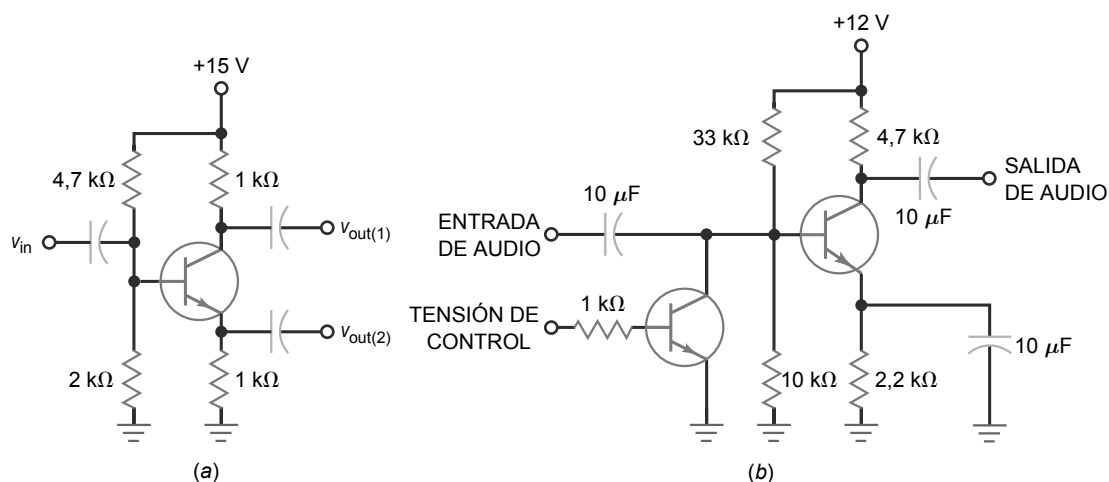 +15 V
4,7 kΩ
1 kΩ
vin
vout(1)
vout(2)
2 kΩ
1 kΩ
(a)
+12 V
33 kΩ
4,7 kΩ
10 μF
SALIDA
DE AUDIO
10 μF
ENTRADA
DE AUDIO
TENSIÓN DE
CONTROL
1 kΩ
10 kΩ
2,2 kΩ
10 μF
(b)